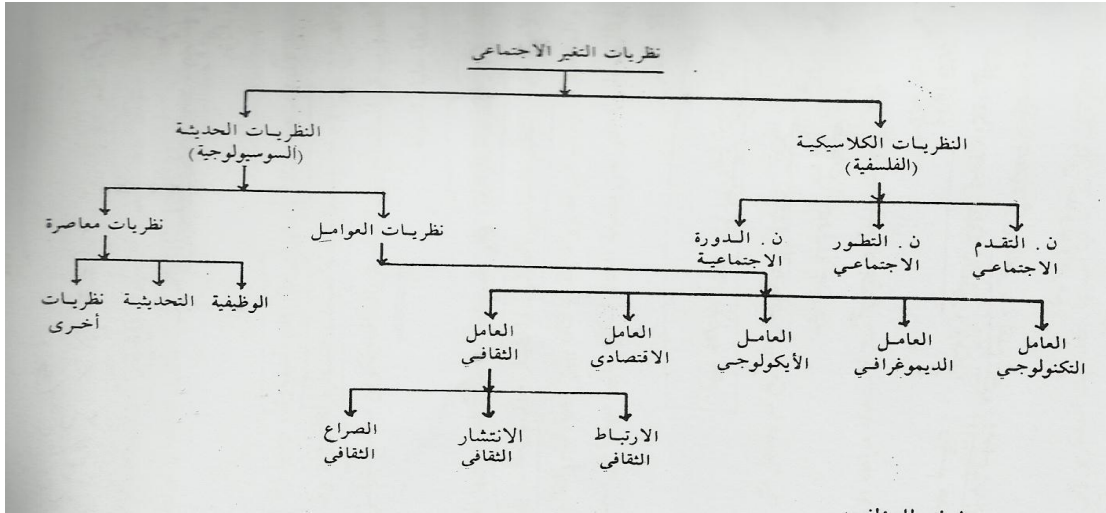 نظريات التغير الاجتماعي
النظريات الكلاسيكية
(الفلسفية)
النظريات الحديثة
(السوسيولوجية)
ن. التقدم
الاجتماعي
ن. التطور
الاجتماعي
ن. الدورة
الاجتماعية
نظريات العوامل
نظريات معاصرة
الوظيفية
التحديثية
نظريات
أخرى
العامل
التكنولوجي
العامل
الديموغرافي
العامل
الأيكولوجي
العامل
الاقتصادي
العامل
الثقافي
الارتباط
الثقافي
الانتشار
الثقافي
الصراع
الثقافي